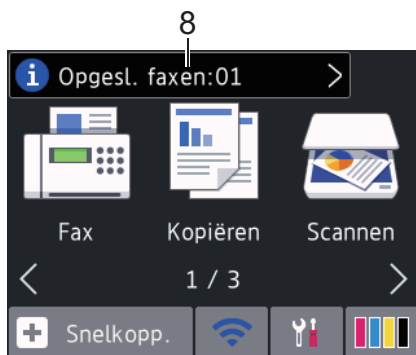 8
Opgesl. faxen:01
Fax
Kopiëren
Scannen
1 / 3
Snelkopp.